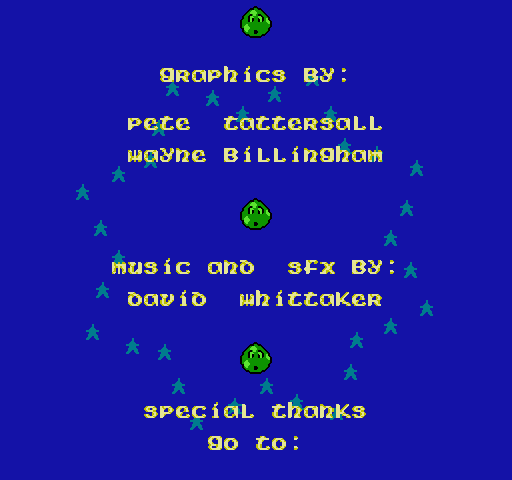 graphics By:
pete tattersall
wayne Billingham
music and sfx By:
david whittaker
special thanks
go to: